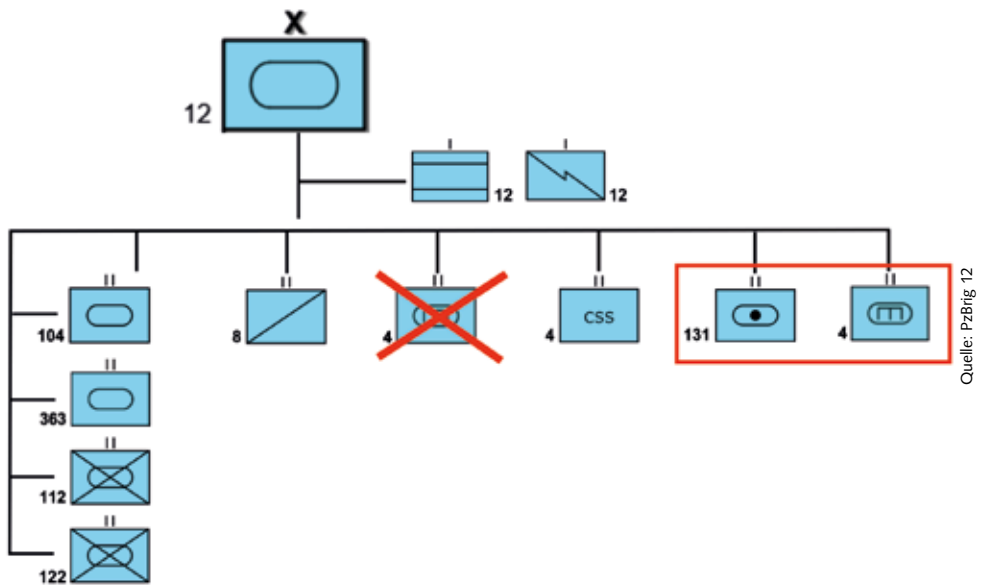 X
12
I
12
I
12
II
104
II
8
II
4
II
CSS
4
II
131
II
4
II
363
II
112
II
122
Quelle: PzBrig 12